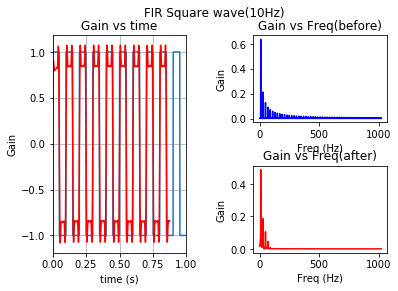 FIR Square wave(10Hz)
Gain vs time
Gain
1.0
0.5
0.0
−0.5
−1.0
0.00 0.25 0.50 0.75 1.00
time (s)
Gain vs Freq(before)
Gain
0.6
0.4
0.2
0.0
0 500 1000
Freq (Hz)
Gain vs Freq(after)
Gain
0.4
0.2
0.0
0 500 1000
Freq (Hz)